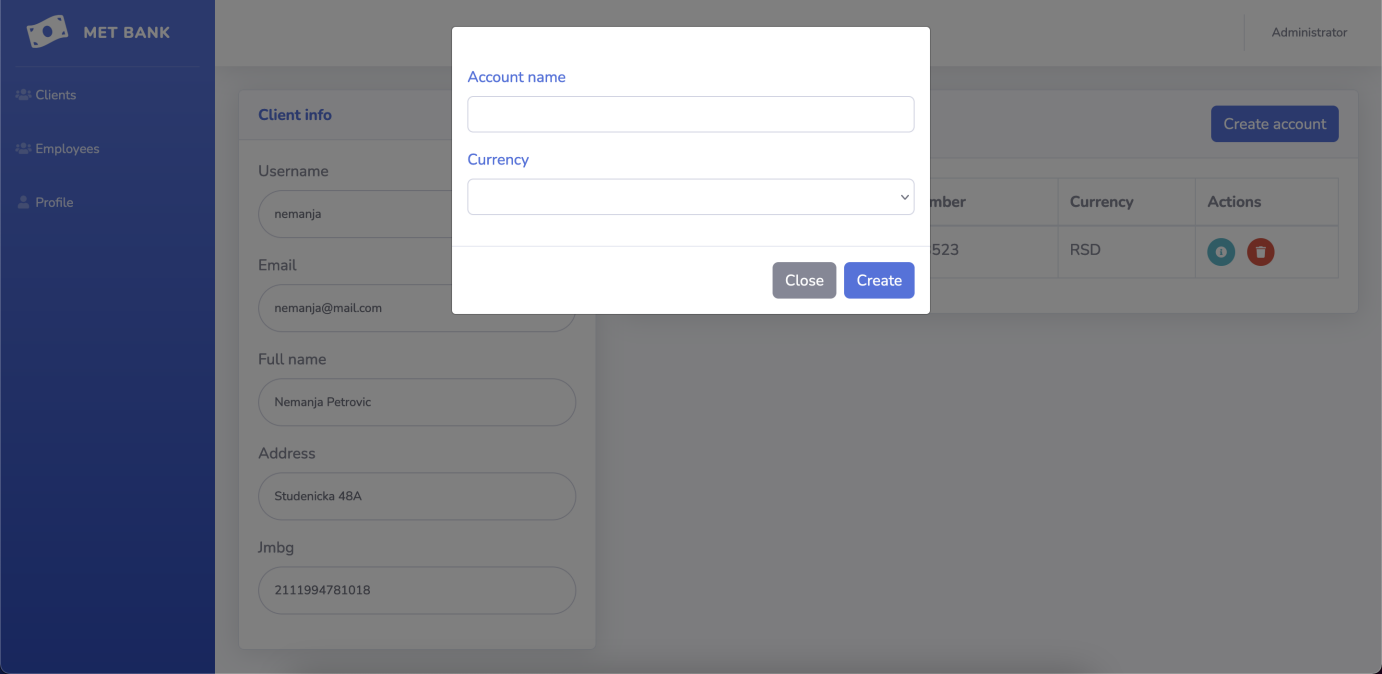 MET BANK
Administrator
Clients
Employees
Profile
Account name
Currency
Close
Create
Client info
Username
nemanja
Email
nemanja@mail.com
Full name
Nemanja Petrovic
Address
Studenicka 48A
Jmbg
2111994781018
Create account
Currency
Actions
523
RSD